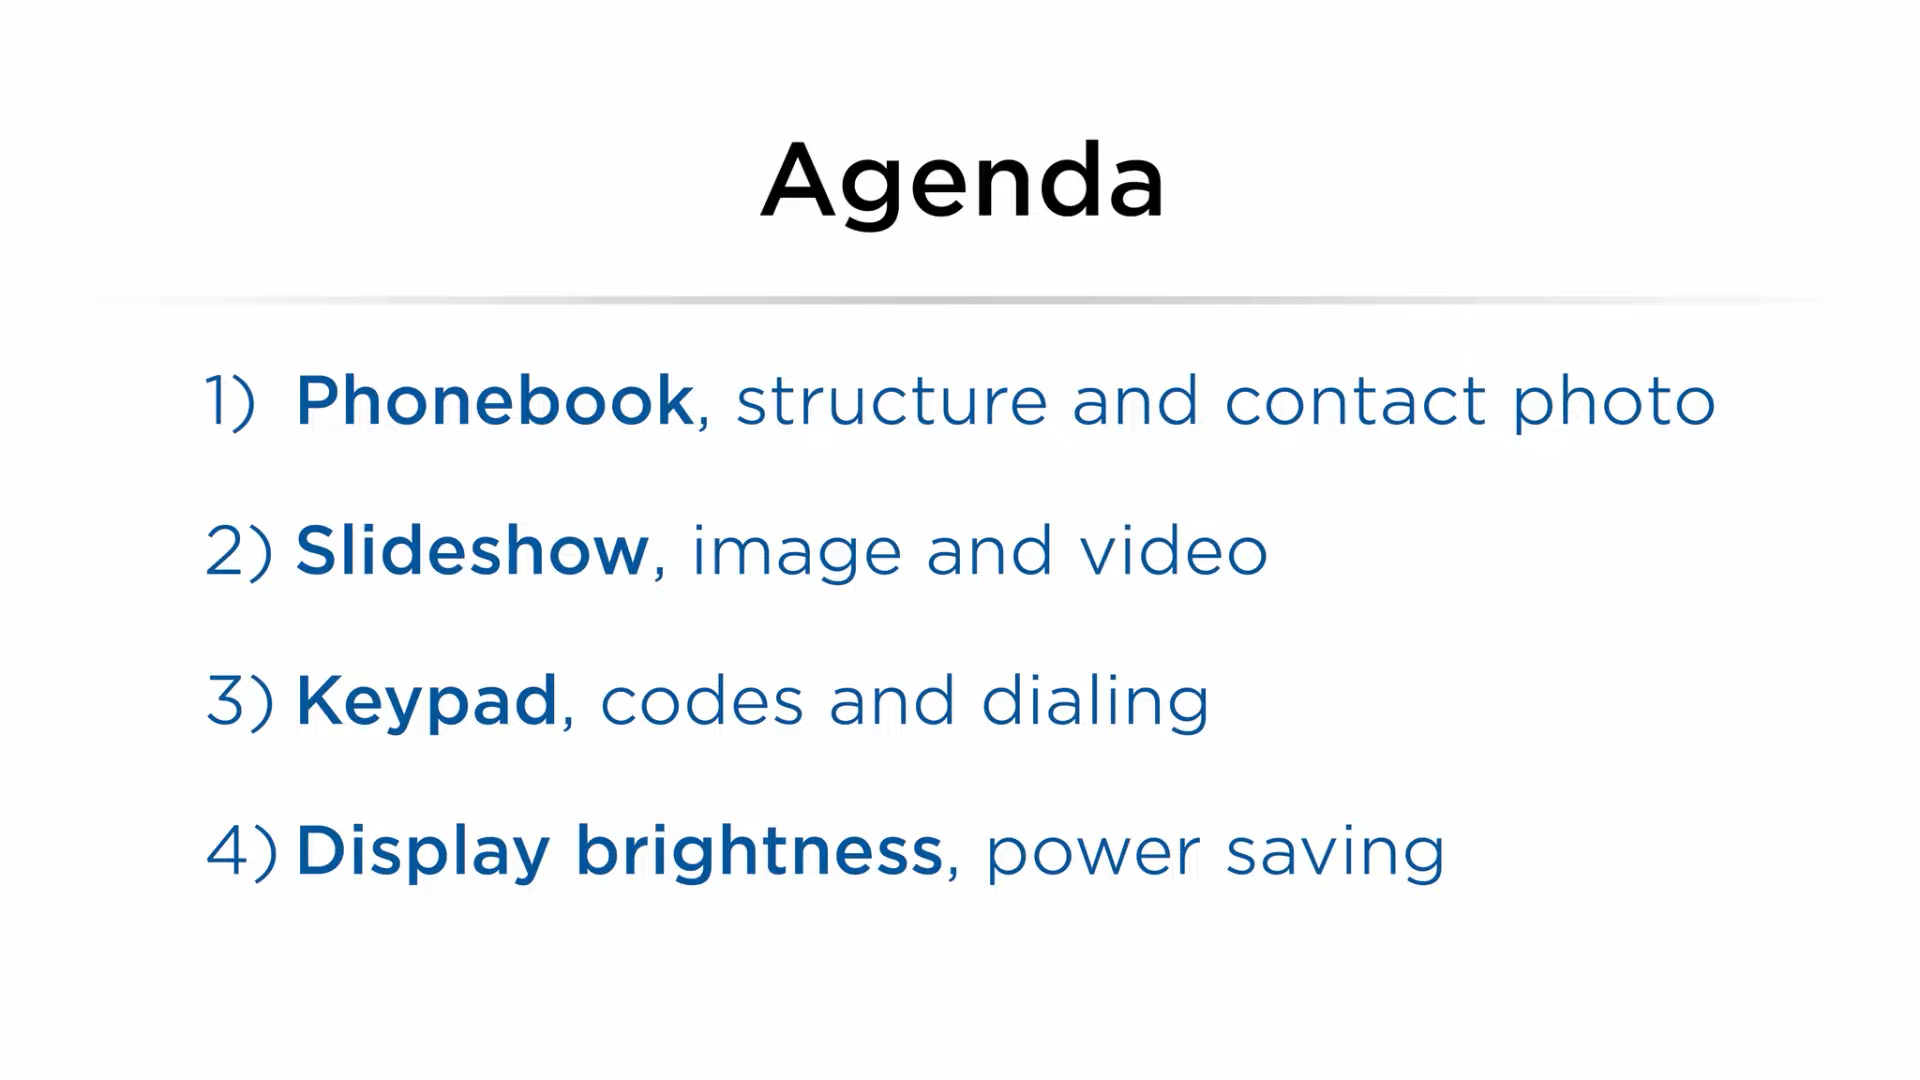 Agenda
1) Phonebook, structure and contact photo
2) Slideshow, image and video
3) Keypad, codes and dialing
4) Display brightness, power saving